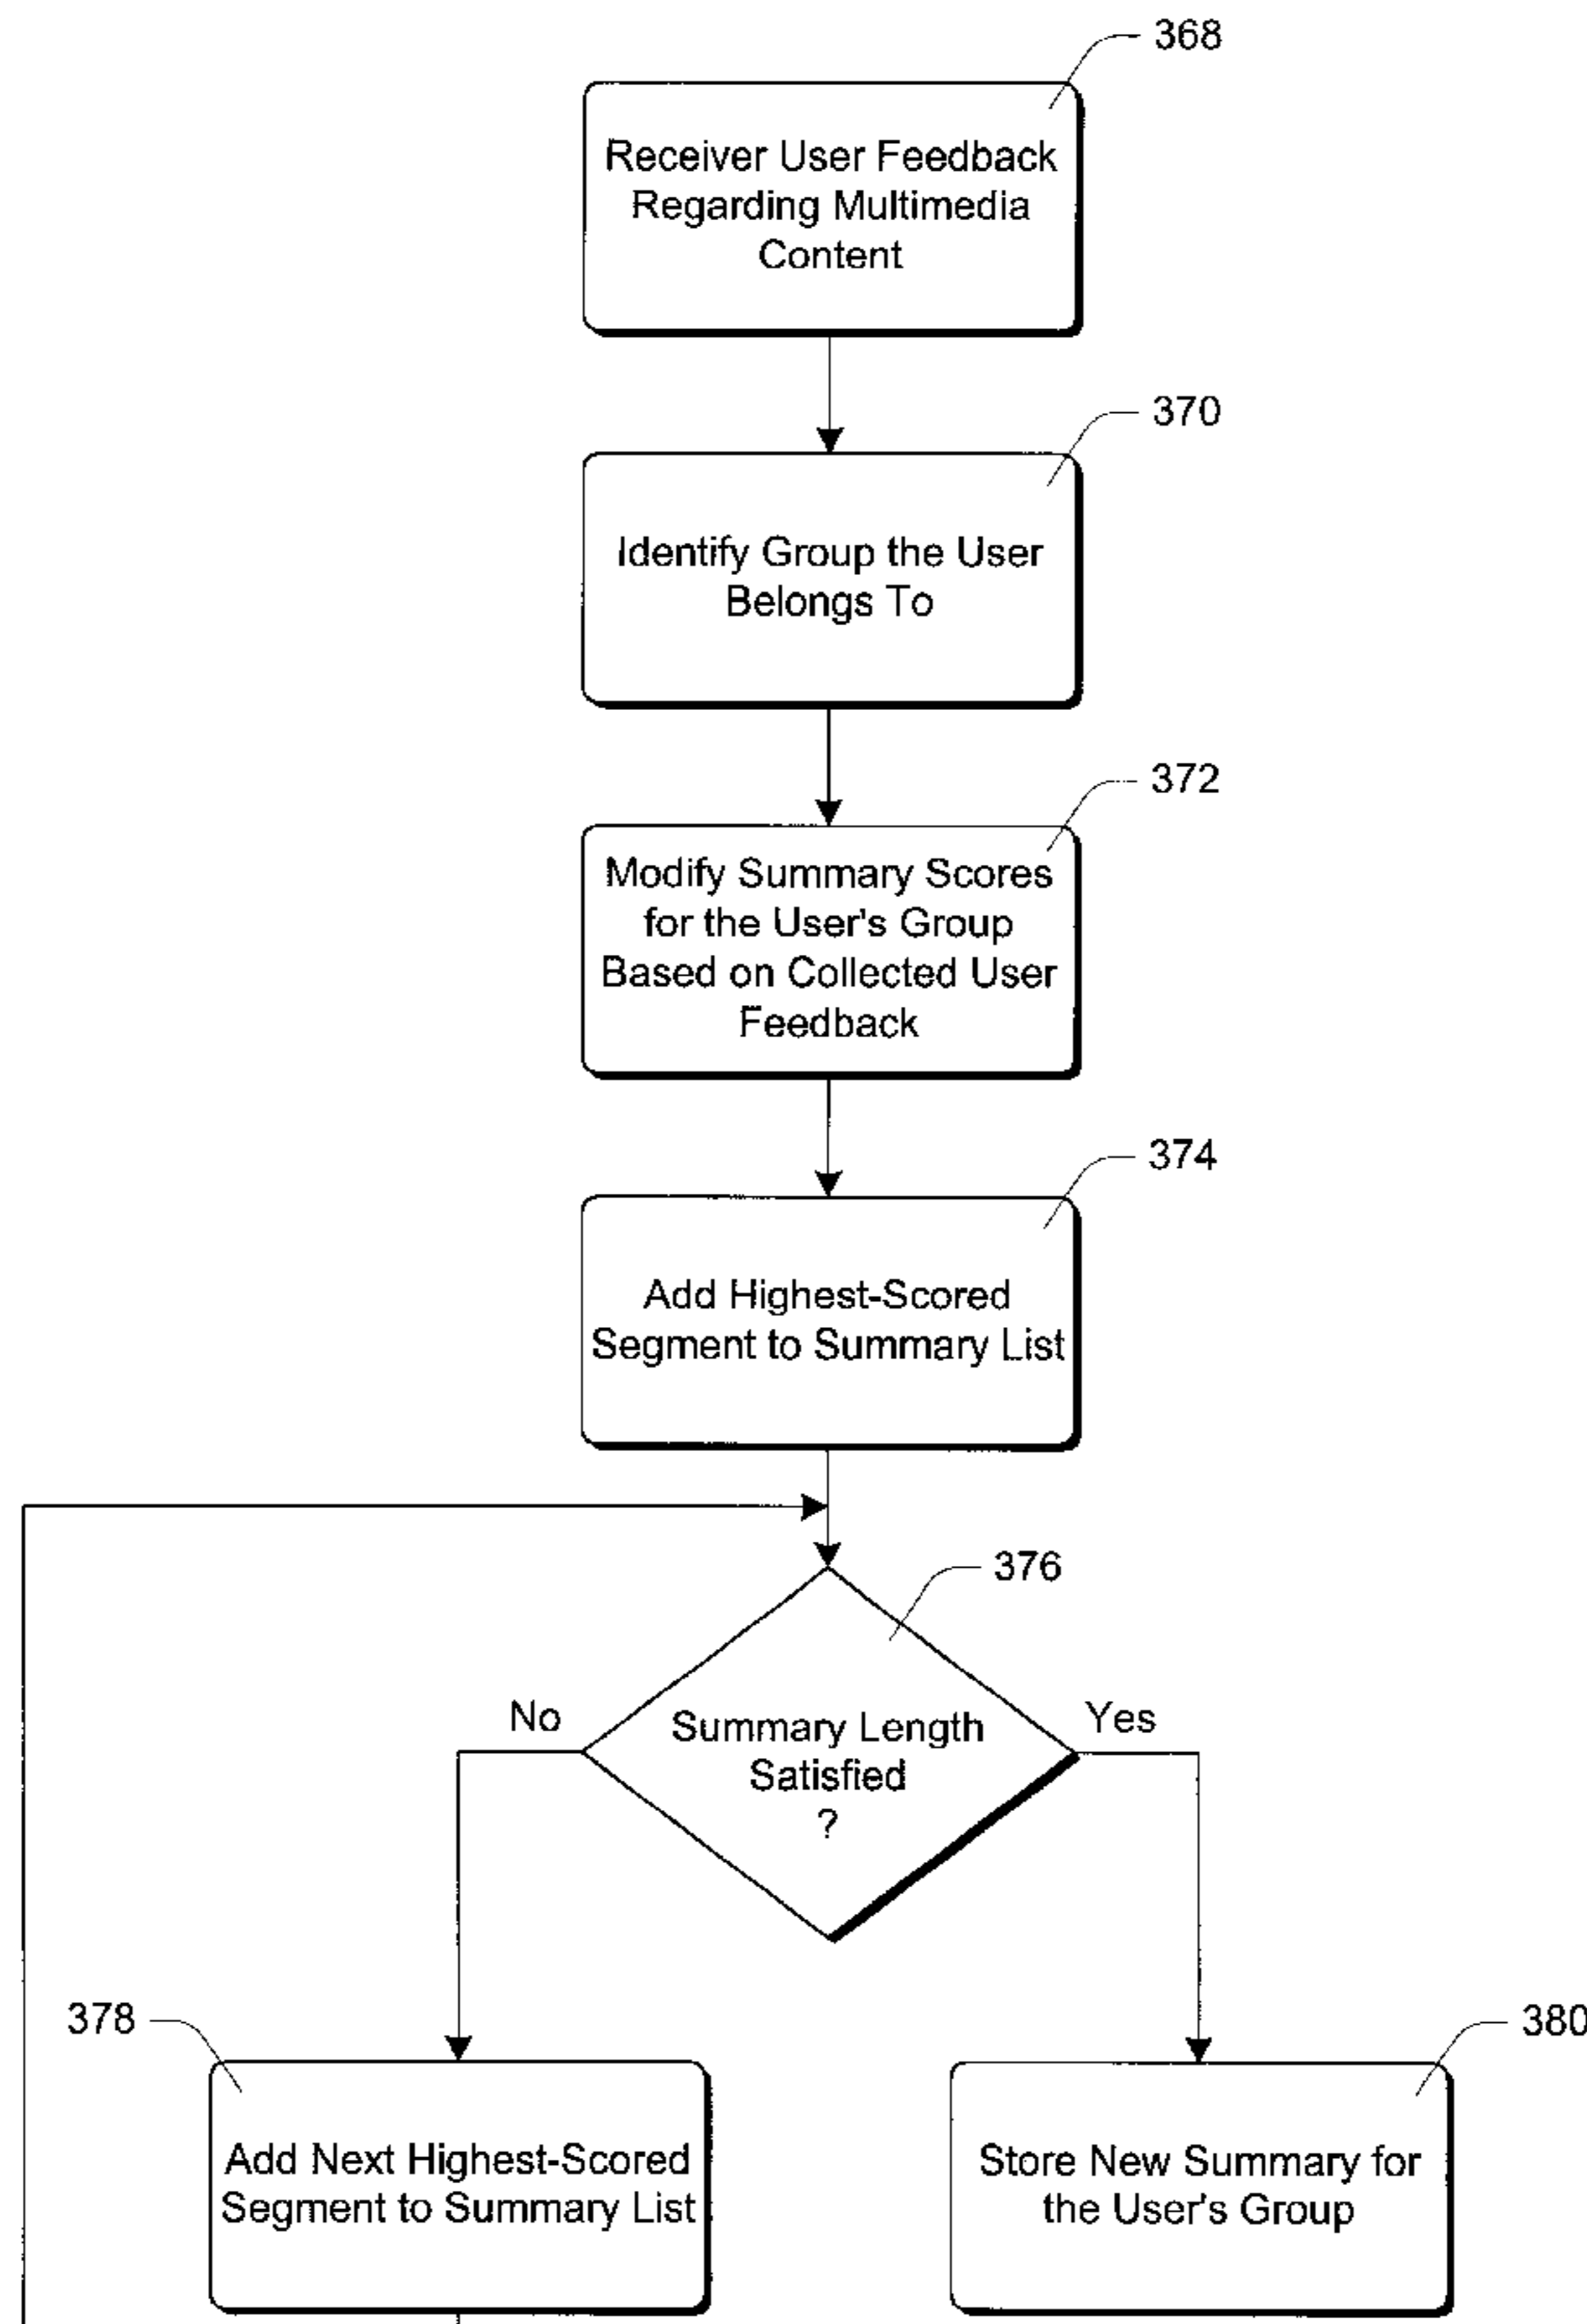 368
Receiver User Feedback
Regarding Multimedia
Content
370
Identify Group the User
Belongs To
372
Modify Summary Scores
for the User's Group
Based on Collected User
Feedback
374
Add Highest-Scored
Segment to Summary List
376
No
Summary Length
Satisfied
?
Yes
378
Add Next Highest-Scored
Segment to Summary List
380
Store New Summary for
the User's Group